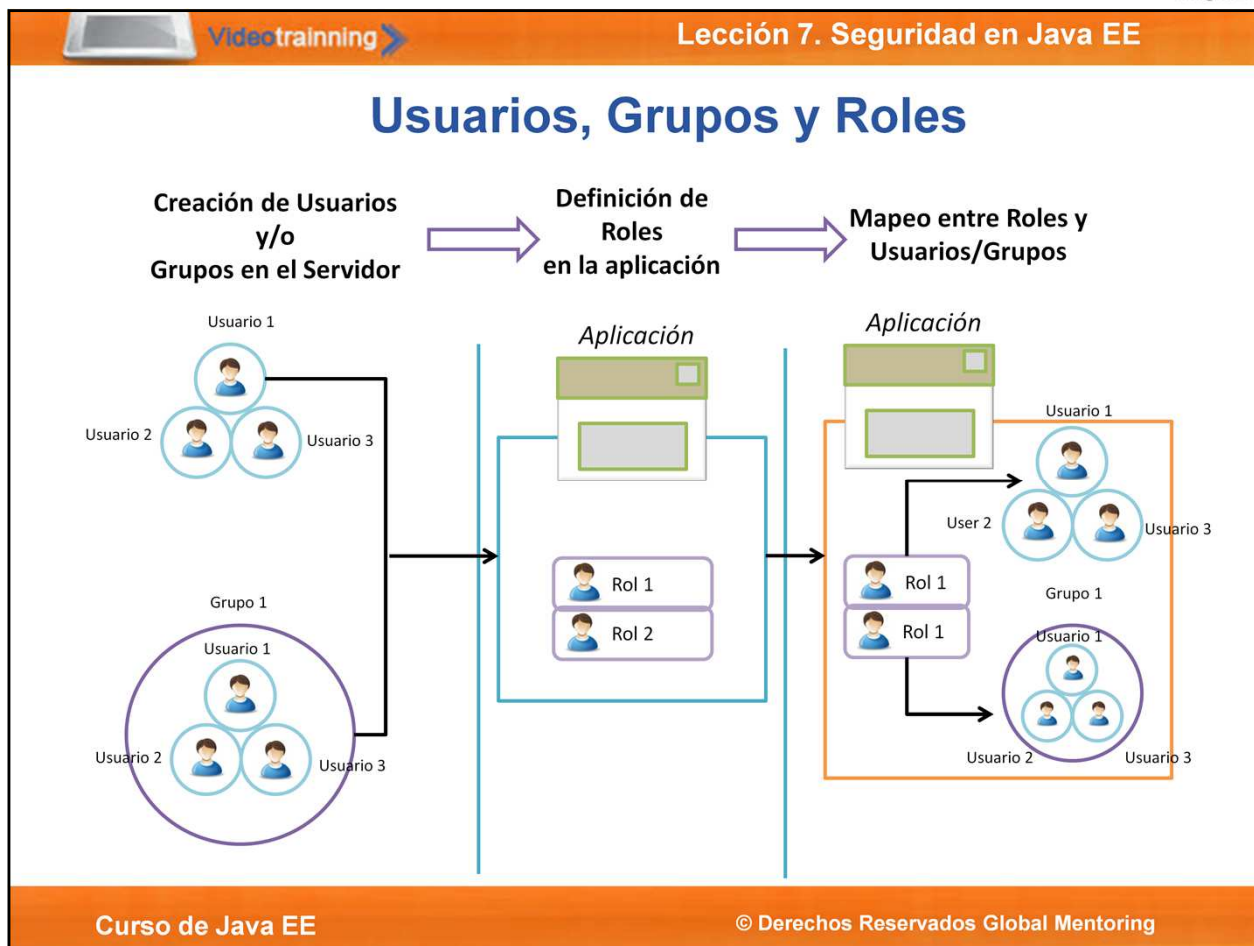 Videotrainning
Lección 7. Seguridad en Java EE
Usuarios, Grupos y Roles
Creación de Usuarios
y/o
Grupos en el Servidor
Definición de
Roles
en la aplicación
Mapeo entre Roles y
Usuarios/Grupos
Usuario 1
Usuario 2
Usuario 3
Grupo 1
Usuario 1
Usuario 2
Usuario 3
Aplicación
Rol 1
Rol 2
Aplicación
Usuario 1
User 2
Usuario 3
Rol 1
Rol 1
Grupo 1
Usuario 1
Usuario 2
Usuario 3
Curso de Java EE
© Derechos Reservados Global Mentoring